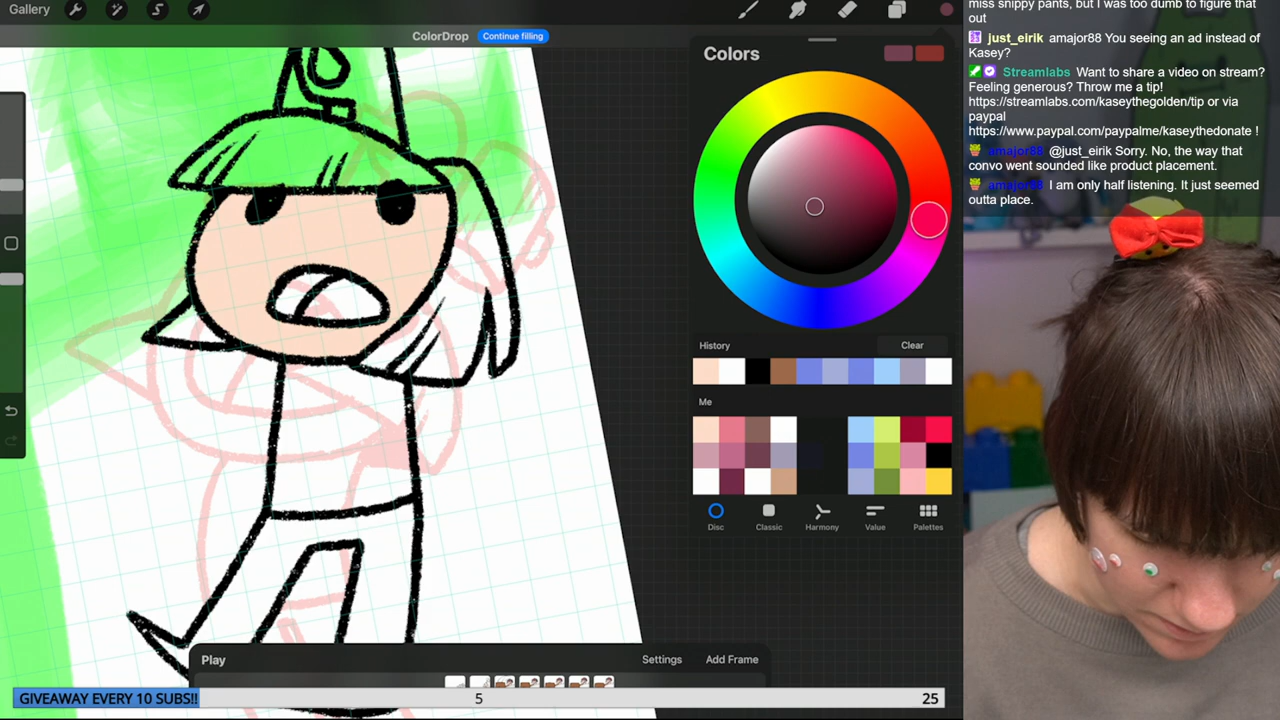 Gallery
ColorDrop
Continue filling
Colors
History
Clear
Me
Disc
Classic
Harmony
Value
Palettes
Play
Settings
Add Frame
GIVEAWAY EVERY 10 SUBS!!
5
25
miss snippy pants, but I was too dumb to figure that
out
just_eirik amajor88 You seeing an ad instead of
Kasey?
Streamlabs Want to share a video on stream?
Feeling generous? Throw me a tip!
https://streamlabs.com/kaseythegolden/tip or via
paypal
https://www.paypal.com/paypalme/kaseythedonate !
amajor88 @just_eirik Sorry. No, the way that
convo went sounded like product placement.
amajor88 I am only half listening. It just seemed
outta place.